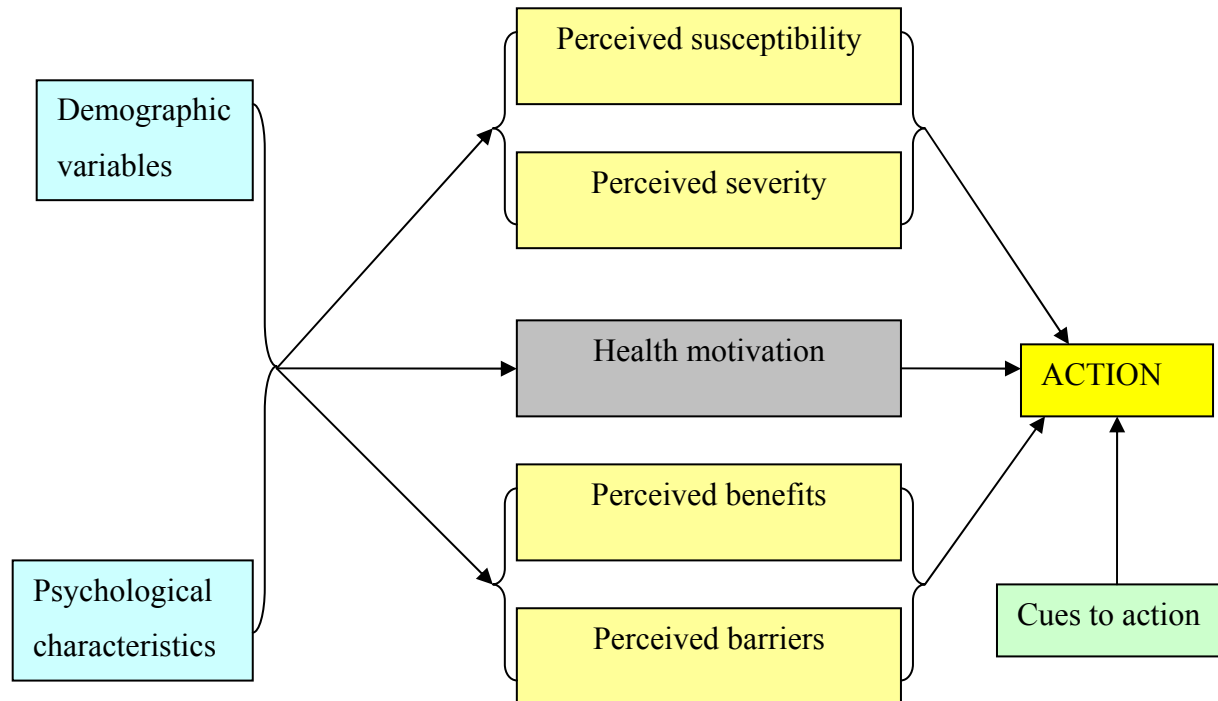 Demographic
variables
Psychological
characteristics
Perceived susceptibility
Perceived severity
Health motivation
Perceived benefits
Perceived barriers
ACTION
Cues to action